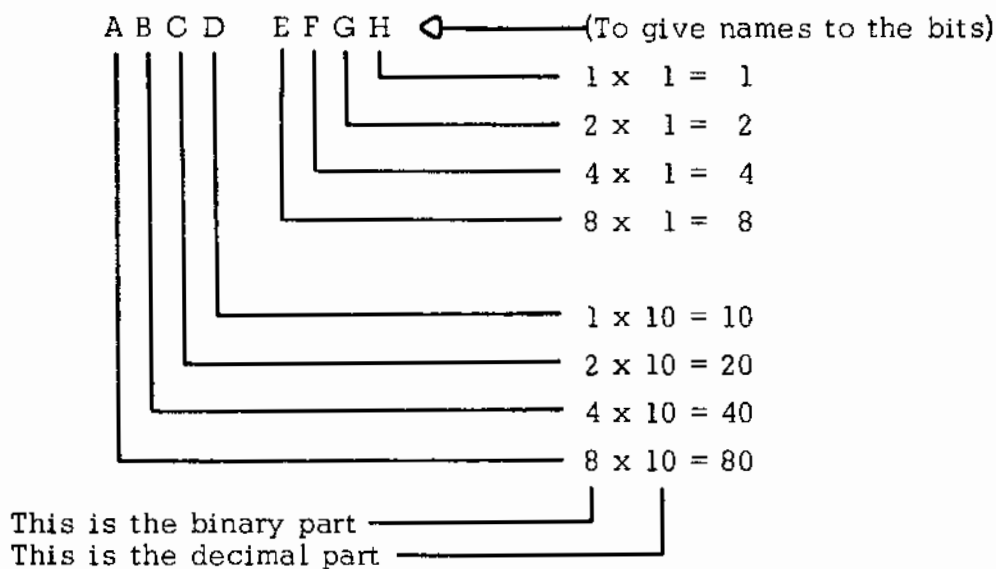 A B C D E F G H (To give names to the bits)
1 x 1 = 1
2 x 1 = 2
4 x 1 = 4
8 x 1 = 8
1 x 10 = 10
2 x 10 = 20
4 x 10 = 40
8 x 10 = 80
This is the binary part
This is the decimal part